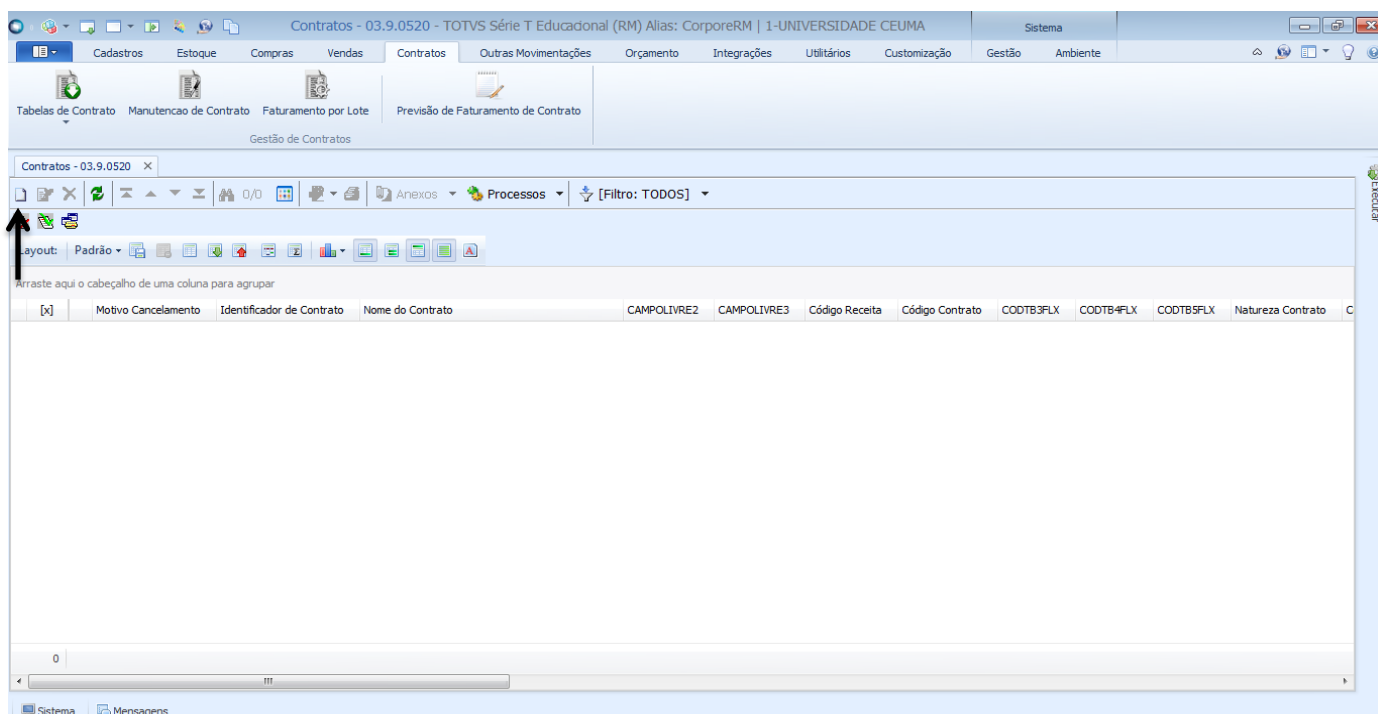 Contratos - 03.9.0520 - TOTVS Série T Educacional (RM) Alias: CorporeRM | 1-UNIVERSIDADE CEUMA
Sistema
Cadastros Estoque Compras Vendas Contratos Outras Movimentações Orçamento Integrações Utilitários Customização Gestão Ambiente
Tabelas de Contrato Manutencao de Contrato Faturamento por Lote Previsão de Faturamento de Contrato
Gestão de Contratos
Contratos - 03.9.0520
0/0 Anexos Processos [Filtro: TODOS]
Executar
Layout: Padrão
Arraste aqui o cabeçalho de uma coluna para agrupar
[x] Motivo Cancelamento Identificador de Contrato Nome do Contrato CAMPOLIVRE2 CAMPOLIVRE3 Código Receita Código Contrato CODTB3FLX CODTB4FLX CODTB5FLX Natureza Contrato C
0
Sistema Mensagens